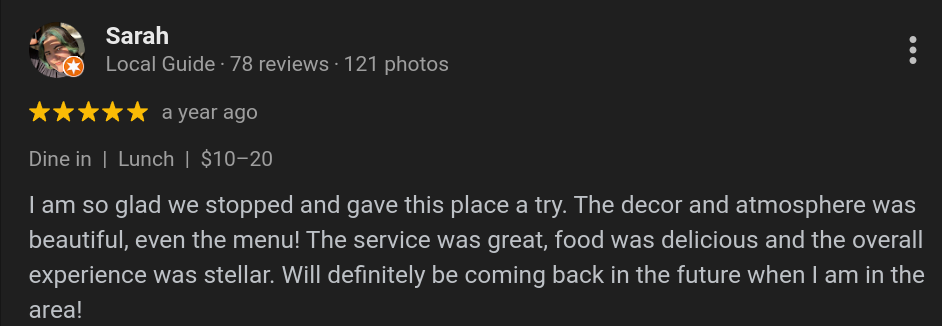 Sarah
Local Guide · 78 reviews · 121 photos
a year ago
Dine in | Lunch | $10–20
I am so glad we stopped and gave this place a try. The decor and atmosphere was
beautiful, even the menu! The service was great, food was delicious and the overall
experience was stellar. Will definitely be coming back in the future when I am in the
area!